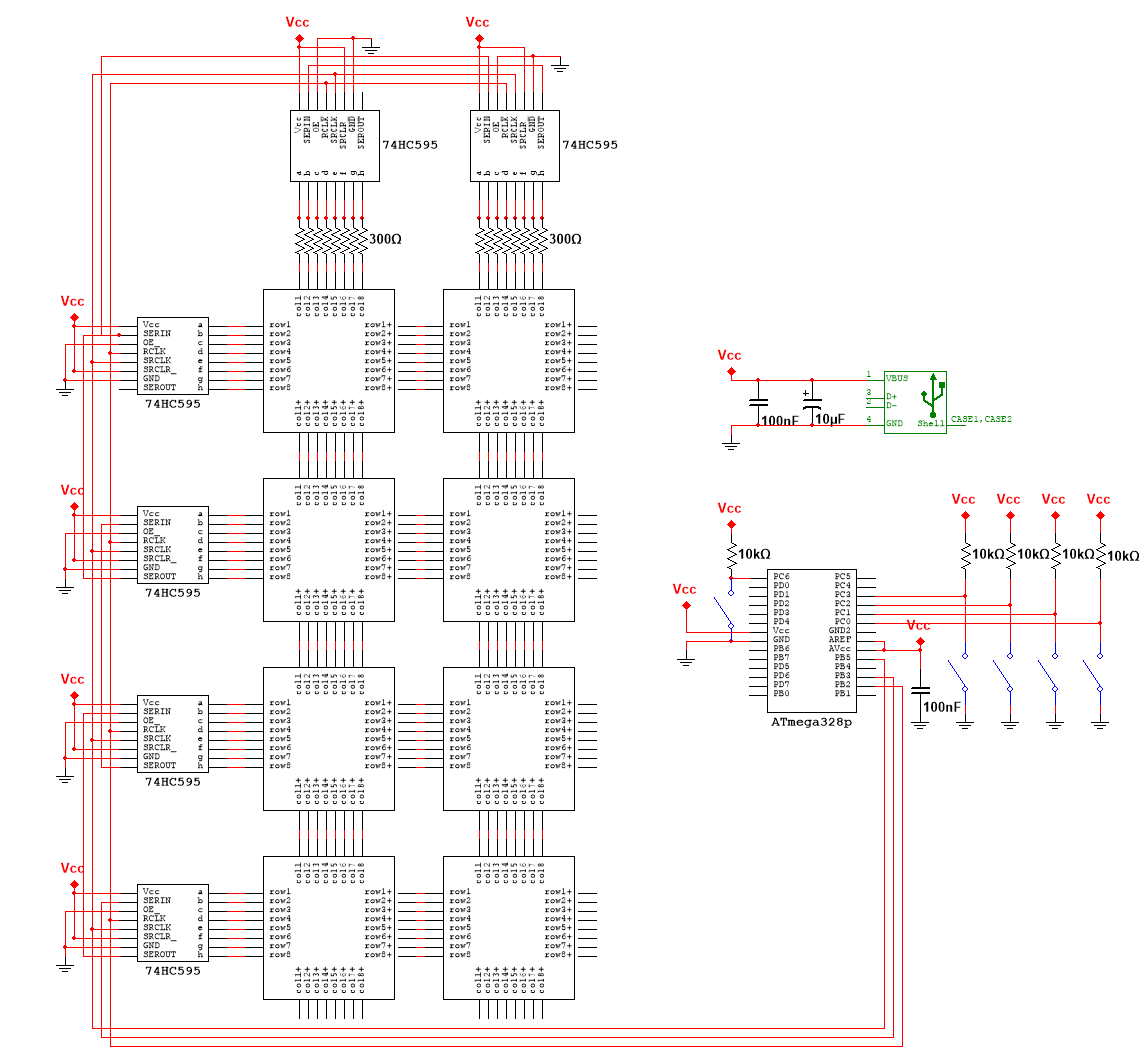 Vcc Vcc
Vcc SERIN OE RCLK SRCLK SRCLR GND SEROUT
a b c d e f g h
74HC595
Vcc SERIN OE RCLK SRCLK SRCLR GND SEROUT
a b c d e f g h
74HC595
300Ω 300Ω
col1 col2 col3 col4 col5 col6 col7 col8
col1 col2 col3 col4 col5 col6 col7 col8
Vcc
Vcc a
SERIN b
OE_ c
RCLK d
SRCLK e
SRCLR_ f
GND g
SEROUT h
74HC595
row1 row1+ row1 row1+
row2 row2+ row2 row2+
row3 row3+ row3 row3+
row4 row4+ row4 row4+
row5 row5+ row5 row5+
row6 row6+ row6 row6+
row7 row7+ row7 row7+
row8 row8+ row8 row8+
col1+ col2+ col3+ col4+ col5+ col6+ col7+ col8+
col1+ col2+ col3+ col4+ col5+ col6+ col7+ col8+
col1 col2 col3 col4 col5 col6 col7 col8
col1 col2 col3 col4 col5 col6 col7 col8
Vcc
Vcc a
SERIN b
OE_ c
RCLK d
SRCLK e
SRCLR_ f
GND g
SEROUT h
74HC595
row1 row1+ row1 row1+
row2 row2+ row2 row2+
row3 row3+ row3 row3+
row4 row4+ row4 row4+
row5 row5+ row5 row5+
row6 row6+ row6 row6+
row7 row7+ row7 row7+
row8 row8+ row8 row8+
col1+ col2+ col3+ col4+ col5+ col6+ col7+ col8+
col1+ col2+ col3+ col4+ col5+ col6+ col7+ col8+
col1 col2 col3 col4 col5 col6 col7 col8
col1 col2 col3 col4 col5 col6 col7 col8
Vcc
Vcc a
SERIN b
OE_ c
RCLK d
SRCLK e
SRCLR_ f
GND g
SEROUT h
74HC595
row1 row1+ row1 row1+
row2 row2+ row2 row2+
row3 row3+ row3 row3+
row4 row4+ row4 row4+
row5 row5+ row5 row5+
row6 row6+ row6 row6+
row7 row7+ row7 row7+
row8 row8+ row8 row8+
col1+ col2+ col3+ col4+ col5+ col6+ col7+ col8+
col1+ col2+ col3+ col4+ col5+ col6+ col7+ col8+
col1 col2 col3 col4 col5 col6 col7 col8
col1 col2 col3 col4 col5 col6 col7 col8
Vcc
Vcc a
SERIN b
OE_ c
RCLK d
SRCLK e
SRCLR_ f
GND g
SEROUT h
74HC595
row1 row1+ row1 row1+
row2 row2+ row2 row2+
row3 row3+ row3 row3+
row4 row4+ row4 row4+
row5 row5+ row5 row5+
row6 row6+ row6 row6+
row7 row7+ row7 row7+
row8 row8+ row8 row8+
col1+ col2+ col3+ col4+ col5+ col6+ col7+ col8+
col1+ col2+ col3+ col4+ col5+ col6+ col7+ col8+
Vcc
1 VBUS
3 D+
2 D-
4 GND Shell CASE1,CASE2
100nF + 10µF
Vcc Vcc Vcc Vcc Vcc
10kΩ 10kΩ 10kΩ 10kΩ 10kΩ
Vcc
PC6 PC5
PD0 PC4
PD1 PC3
PD2 PC2
PD3 PC1
PD4 PC0
Vcc GND2
GND AREF
PB6 AVcc
PB7 PB5
PD5 PB4
PD6 PB3
PD7 PB2
PB0 PB1
ATmega328p
Vcc
100nF